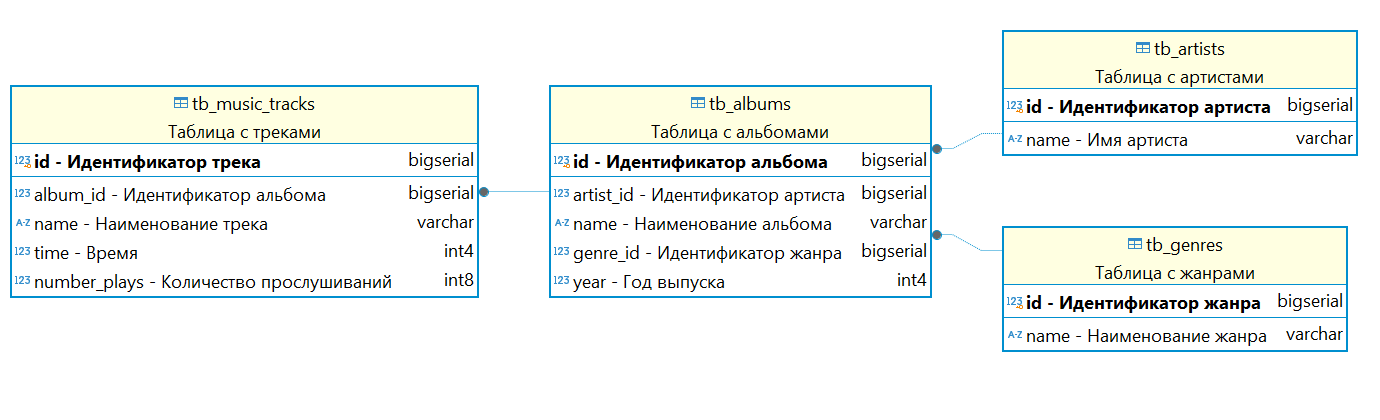 tb_music_tracks
Таблица с треками
123 id - Идентификатор трека bigserial
123 album_id - Идентификатор альбома bigserial
A-Z name - Наименование трека varchar
123 time - Время int4
123 number_plays - Количество прослушиваний int8
tb_albums
Таблица с альбомами
123 id - Идентификатор альбома bigserial
123 artist_id - Идентификатор артиста bigserial
A-Z name - Наименование альбома varchar
123 genre_id - Идентификатор жанра bigserial
123 year - Год выпуска int4
tb_artists
Таблица с артистами
123 id - Идентификатор артиста bigserial
A-Z name - Имя артиста varchar
tb_genres
Таблица с жанрами
123 id - Идентификатор жанра bigserial
A-Z name - Наименование жанра varchar